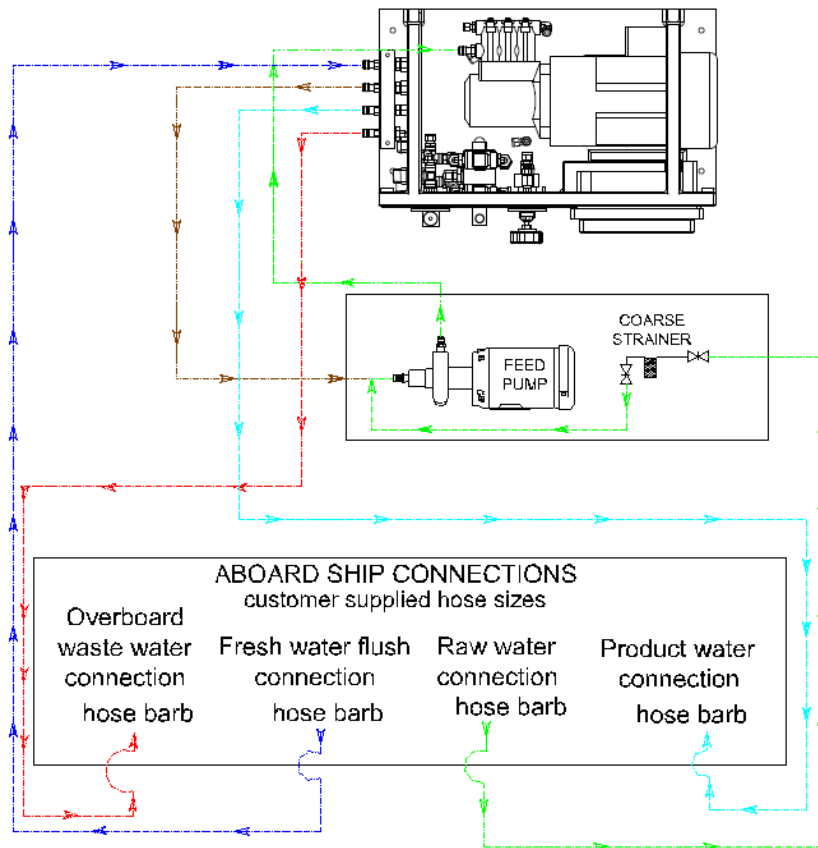 COARSE
STRAINER
FEED
PUMP
ABOARD SHIP CONNECTIONS
customer supplied hose sizes
Overboard
waste water
connection
hose barb
Fresh water flush
connection
hose barb
Raw water
connection
hose barb
Product water
connection
hose barb